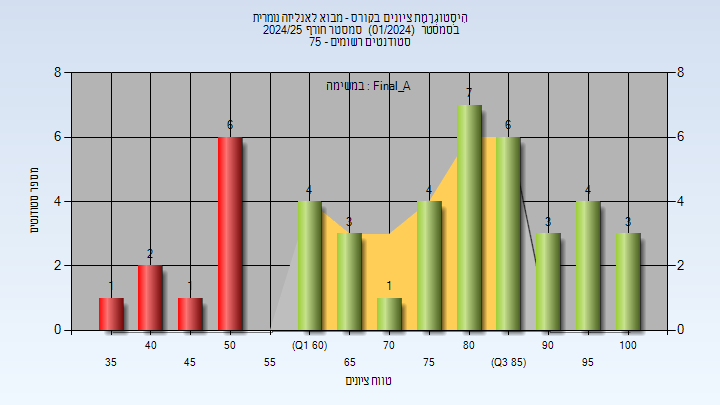 היסטוגרמת ציונים בקורס - מבוא לאנליזה נומרית
בסמסטר (01/2024) סמסטר חורף 2024/25
סטודנטים רשומים - 75
במשימה : Final_A
מספר סטודנטים
8 6 4 2 0
8 6 4 2 0
1 2 1 6 4 3 1 4 7 6 3 4 3
40 50 (Q1 60) 70 80 90 100
35 45 55 65 75 (Q3 85) 95
טווח ציונים